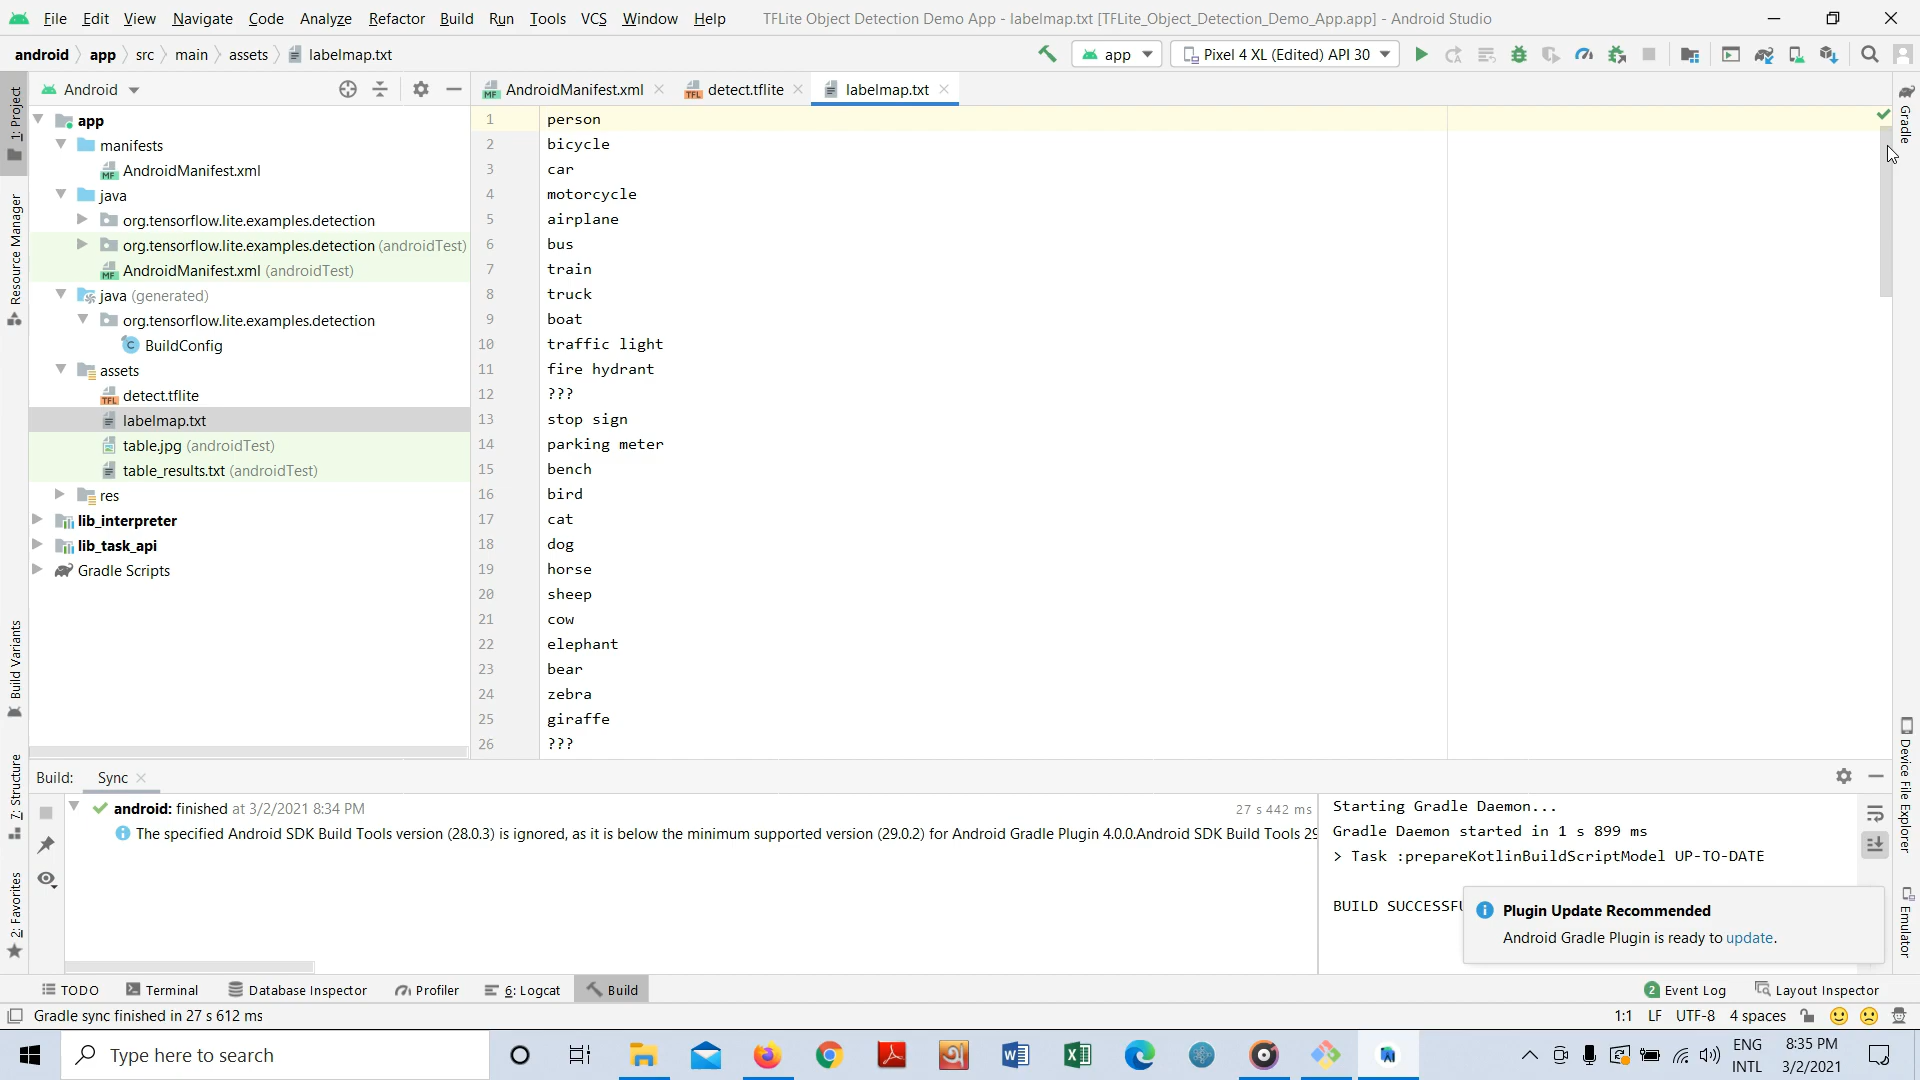 File Edit View Navigate Code Analyze Refactor Build Run Tools VCS Window Help TFLite Object Detection Demo App - labelmap.txt [TFLite_Object_Detection_Demo_App.app] - Android Studio
android app src main assets labelmap.txt app Pixel 4 XL (Edited) API 30
Android
AndroidManifest.xml detect.tflite labelmap.txt
1: Project
Resource Manager
Build Variants
7: Structure
2: Favorites
app
manifests
AndroidManifest.xml
java
org.tensorflow.lite.examples.detection
org.tensorflow.lite.examples.detection (androidTest)
AndroidManifest.xml (androidTest)
java (generated)
org.tensorflow.lite.examples.detection
BuildConfig
assets
detect.tflite
labelmap.txt
table.jpg (androidTest)
table_results.txt (androidTest)
res
lib_interpreter
lib_task_api
Gradle Scripts
1 person
2 bicycle
3 car
4 motorcycle
5 airplane
6 bus
7 train
8 truck
9 boat
10 traffic light
11 fire hydrant
12 ???
13 stop sign
14 parking meter
15 bench
16 bird
17 cat
18 dog
19 horse
20 sheep
21 cow
22 elephant
23 bear
24 zebra
25 giraffe
26 ???
Gradle
Device File Explorer
Emulator
Build: Sync
android: finished at 3/2/2021 8:34 PM 27 s 442 ms
The specified Android SDK Build Tools version (28.0.3) is ignored, as it is below the minimum supported version (29.0.2) for Android Gradle Plugin 4.0.0.Android SDK Build Tools 29
Starting Gradle Daemon...
Gradle Daemon started in 1 s 899 ms
> Task :prepareKotlinBuildScriptModel UP-TO-DATE
BUILD SUCCESSFU
Plugin Update Recommended
Android Gradle Plugin is ready to update.
TODO Terminal Database Inspector Profiler 6: Logcat Build 2 Event Log Layout Inspector
Gradle sync finished in 27 s 612 ms 1:1 LF UTF-8 4 spaces
Type here to search
ENG
INTL
8:35 PM
3/2/2021